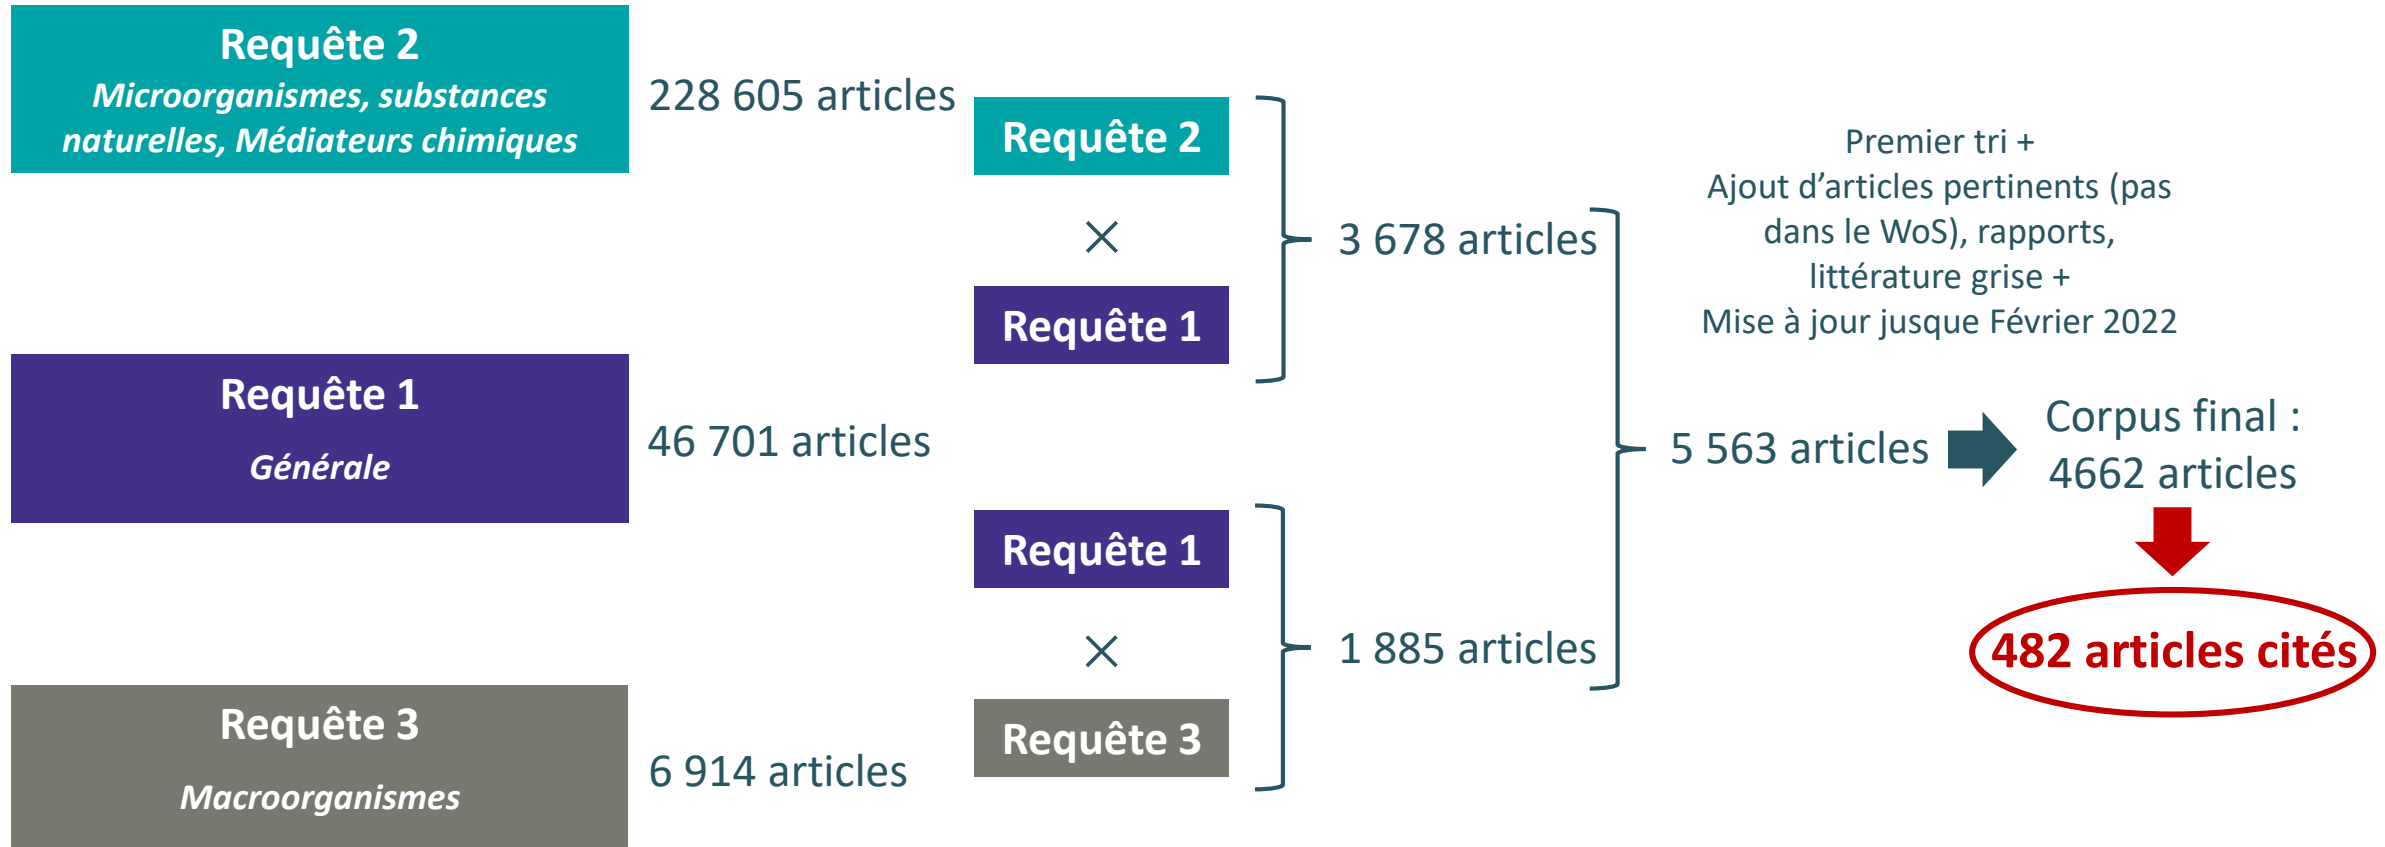 Requête 2
Microorganismes, substances
naturelles, Médiateurs chimiques
228 605 articles
Requête 1
Générale
46 701 articles
Requête 3
Macroorganismes
6 914 articles
Requête 2
×
Requête 1
3 678 articles
Requête 1
×
Requête 3
1 885 articles
5 563 articles
Premier tri +
Ajout d’articles pertinents (pas
dans le WoS), rapports,
littérature grise +
Mise à jour jusque Février 2022
Corpus final :
4662 articles
482 articles cités